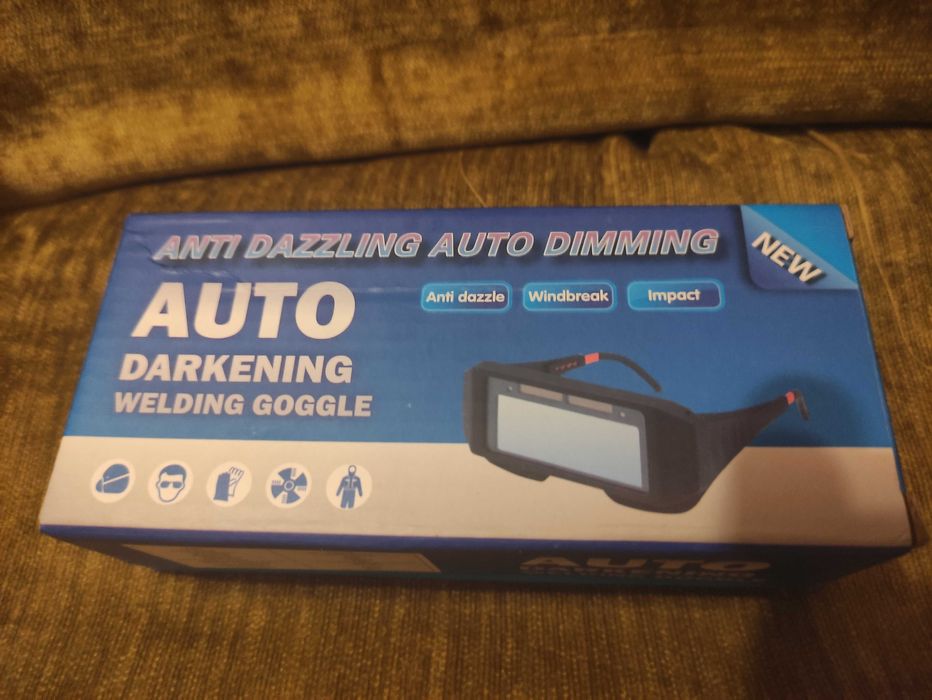 ANTI DAZZLING AUTO DIMMING
NEW
AUTO
Anti dazzle
Windbreak
Impact
DARKENING
WELDING GOGGLE
AUTO